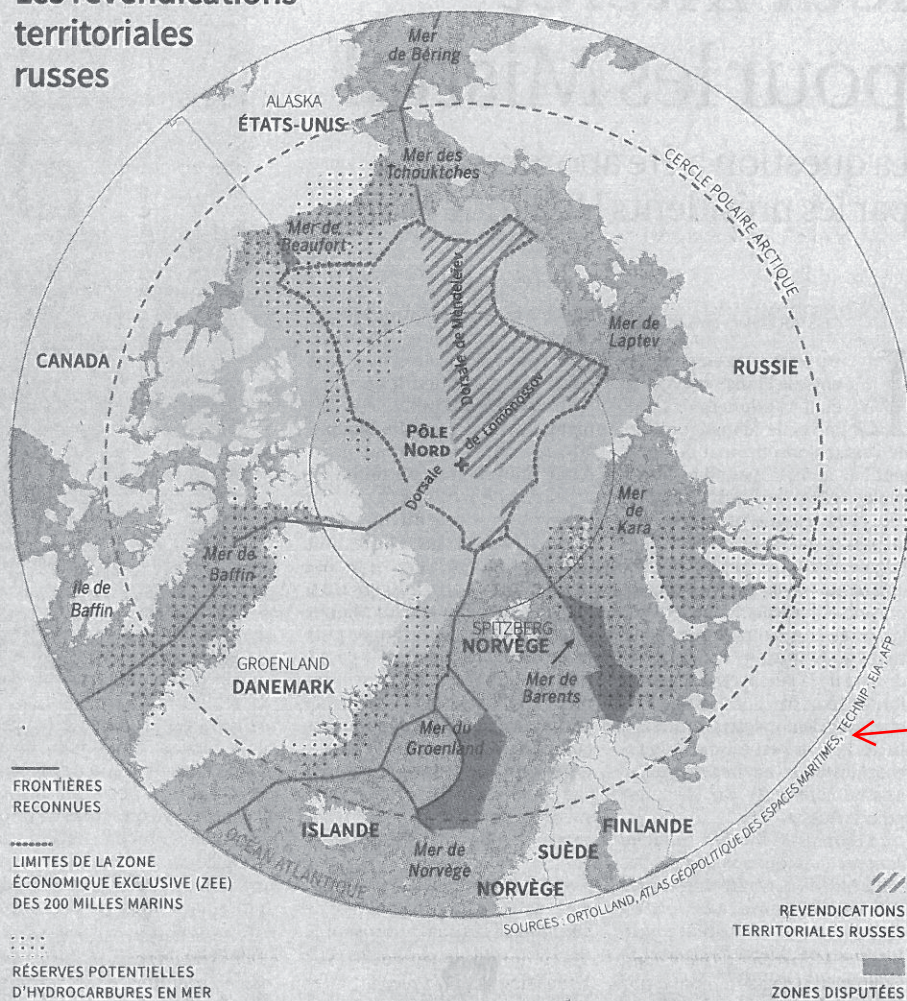 Les revendications
territoriales
russes
Mer
de Béring
ALASKA
ÉTATS-UNIS
Mer des
Tchouktches
CERCLE POLAIRE ARCTIQUE
Mer de
Beaufort
Dorsale de Mendeleïev
Mer de
Laptev
CANADA
RUSSIE
PÔLE
NORD
Dorsale de Lomonossov
Mer
de
Kara
Mer de
Baffin
Île de
Baffin
SPITZBERG
NORVÈGE
GROENLAND
DANEMARK
Mer de
Barents
Mer du
Groenland
FRONTIÈRES
RECONNUES
ISLANDE
FINLANDE
OCÉAN ATLANTIQUE
Mer de
Norvège
SUÈDE
NORVÈGE
LIMITES DE LA ZONE
ÉCONOMIQUE EXCLUSIVE (ZEE)
DES 200 MILLES MARINS
SOURCES : ORTOLLAND, ATLAS GÉOPOLITIQUE DES ESPACES MARITIMES, TECHNIP ; EIA ; AFP
REVENDICATIONS
TERRITORIALES RUSSES
RÉSERVES POTENTIELLES
D'HYDROCARBURES EN MER
ZONES DISPUTÉES